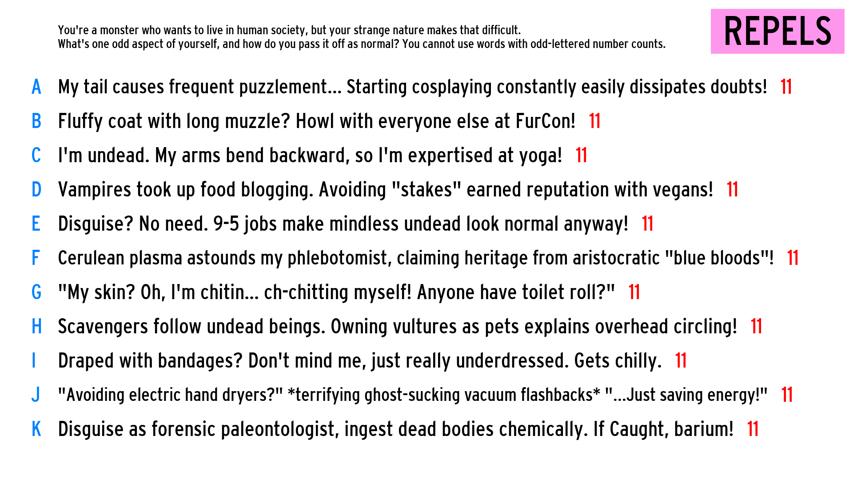 You're a monster who wants to live in human society, but your strange nature makes that difficult.
What's one odd aspect of yourself, and how do you pass it off as normal? You cannot use words with odd-lettered number counts.
REPELS
A My tail causes frequent puzzlement... Starting cosplaying constantly easily dissipates doubts! 11
B Fluffy coat with long muzzle? Howl with everyone else at FurCon! 11
C I'm undead. My arms bend backward, so I'm expertised at yoga! 11
D Vampires took up food blogging. Avoiding "stakes" earned reputation with vegans! 11
E Disguise? No need. 9-5 jobs make mindless undead look normal anyway! 11
F Cerulean plasma astounds my phlebotomist, claiming heritage from aristocratic "blue bloods"! 11
G "My skin? Oh, I'm chitin... ch-chitting myself! Anyone have toilet roll?" 11
H Scavengers follow undead beings. Owning vultures as pets explains overhead circling! 11
I Draped with bandages? Don't mind me, just really underdressed. Gets chilly. 11
J "Avoiding electric hand dryers?" *terrifying ghost-sucking vacuum flashbacks* "...Just saving energy!" 11
K Disguise as forensic paleontologist, ingest dead bodies chemically. If Caught, barium! 11